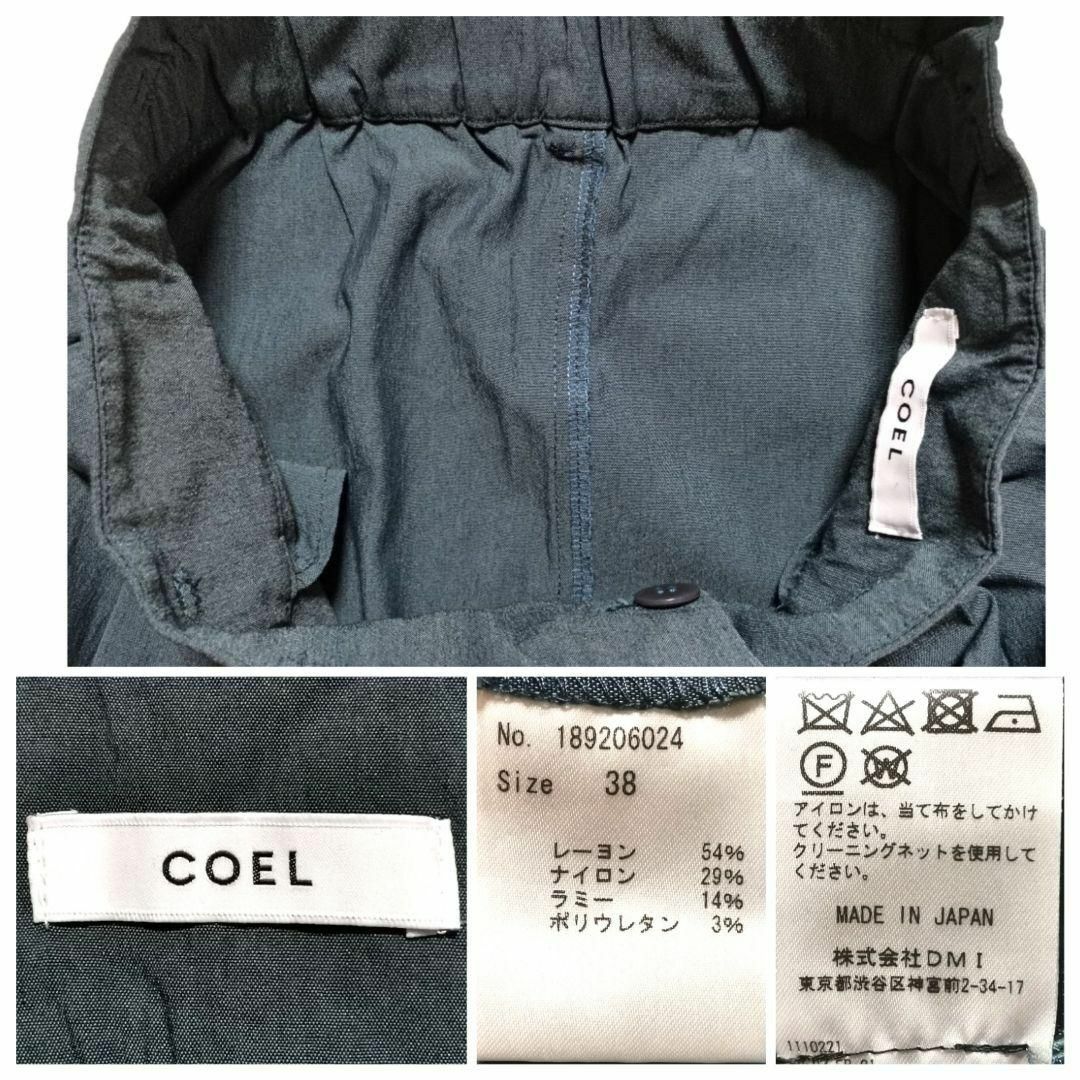 COEL
COEL
No. 189206024
Size 38
レーヨン 54%
ナイロン 29%
ラミー 14%
ポリウレタン 3%
F
W
アイロンは、当て布をしてかけ
てください。
クリーニングネットを使用して
ください。
MADE IN JAPAN
株式会社DMI
東京都渋谷区神宮前2-34-17
1110221